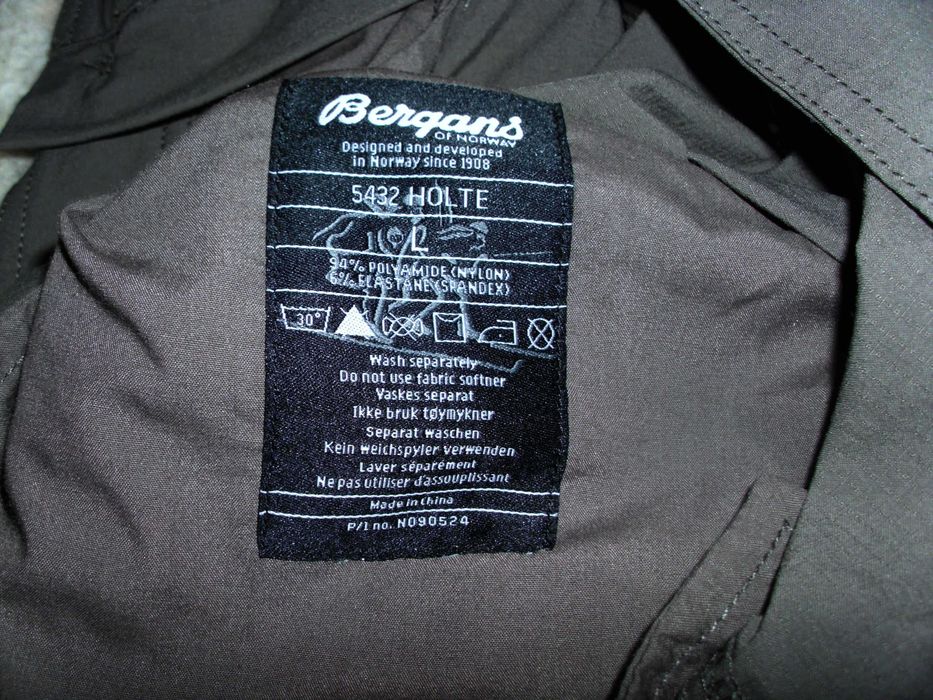 Bergans
OF NORWAY
Designed and developed
in Norway since 1908
5432 HOLTE
L
94% POLYAMIDE(NYLON)
6% ELASTANE(SPANDEX)
30°
Wash separately
Do not use fabric softner
Vaskes separat
Ikke bruk tøymykner
Separat waschen
Kein weichspyler verwenden
Laver séparément
Ne pas utiliser d'assouplissant
Made in China
P/I no. N090524